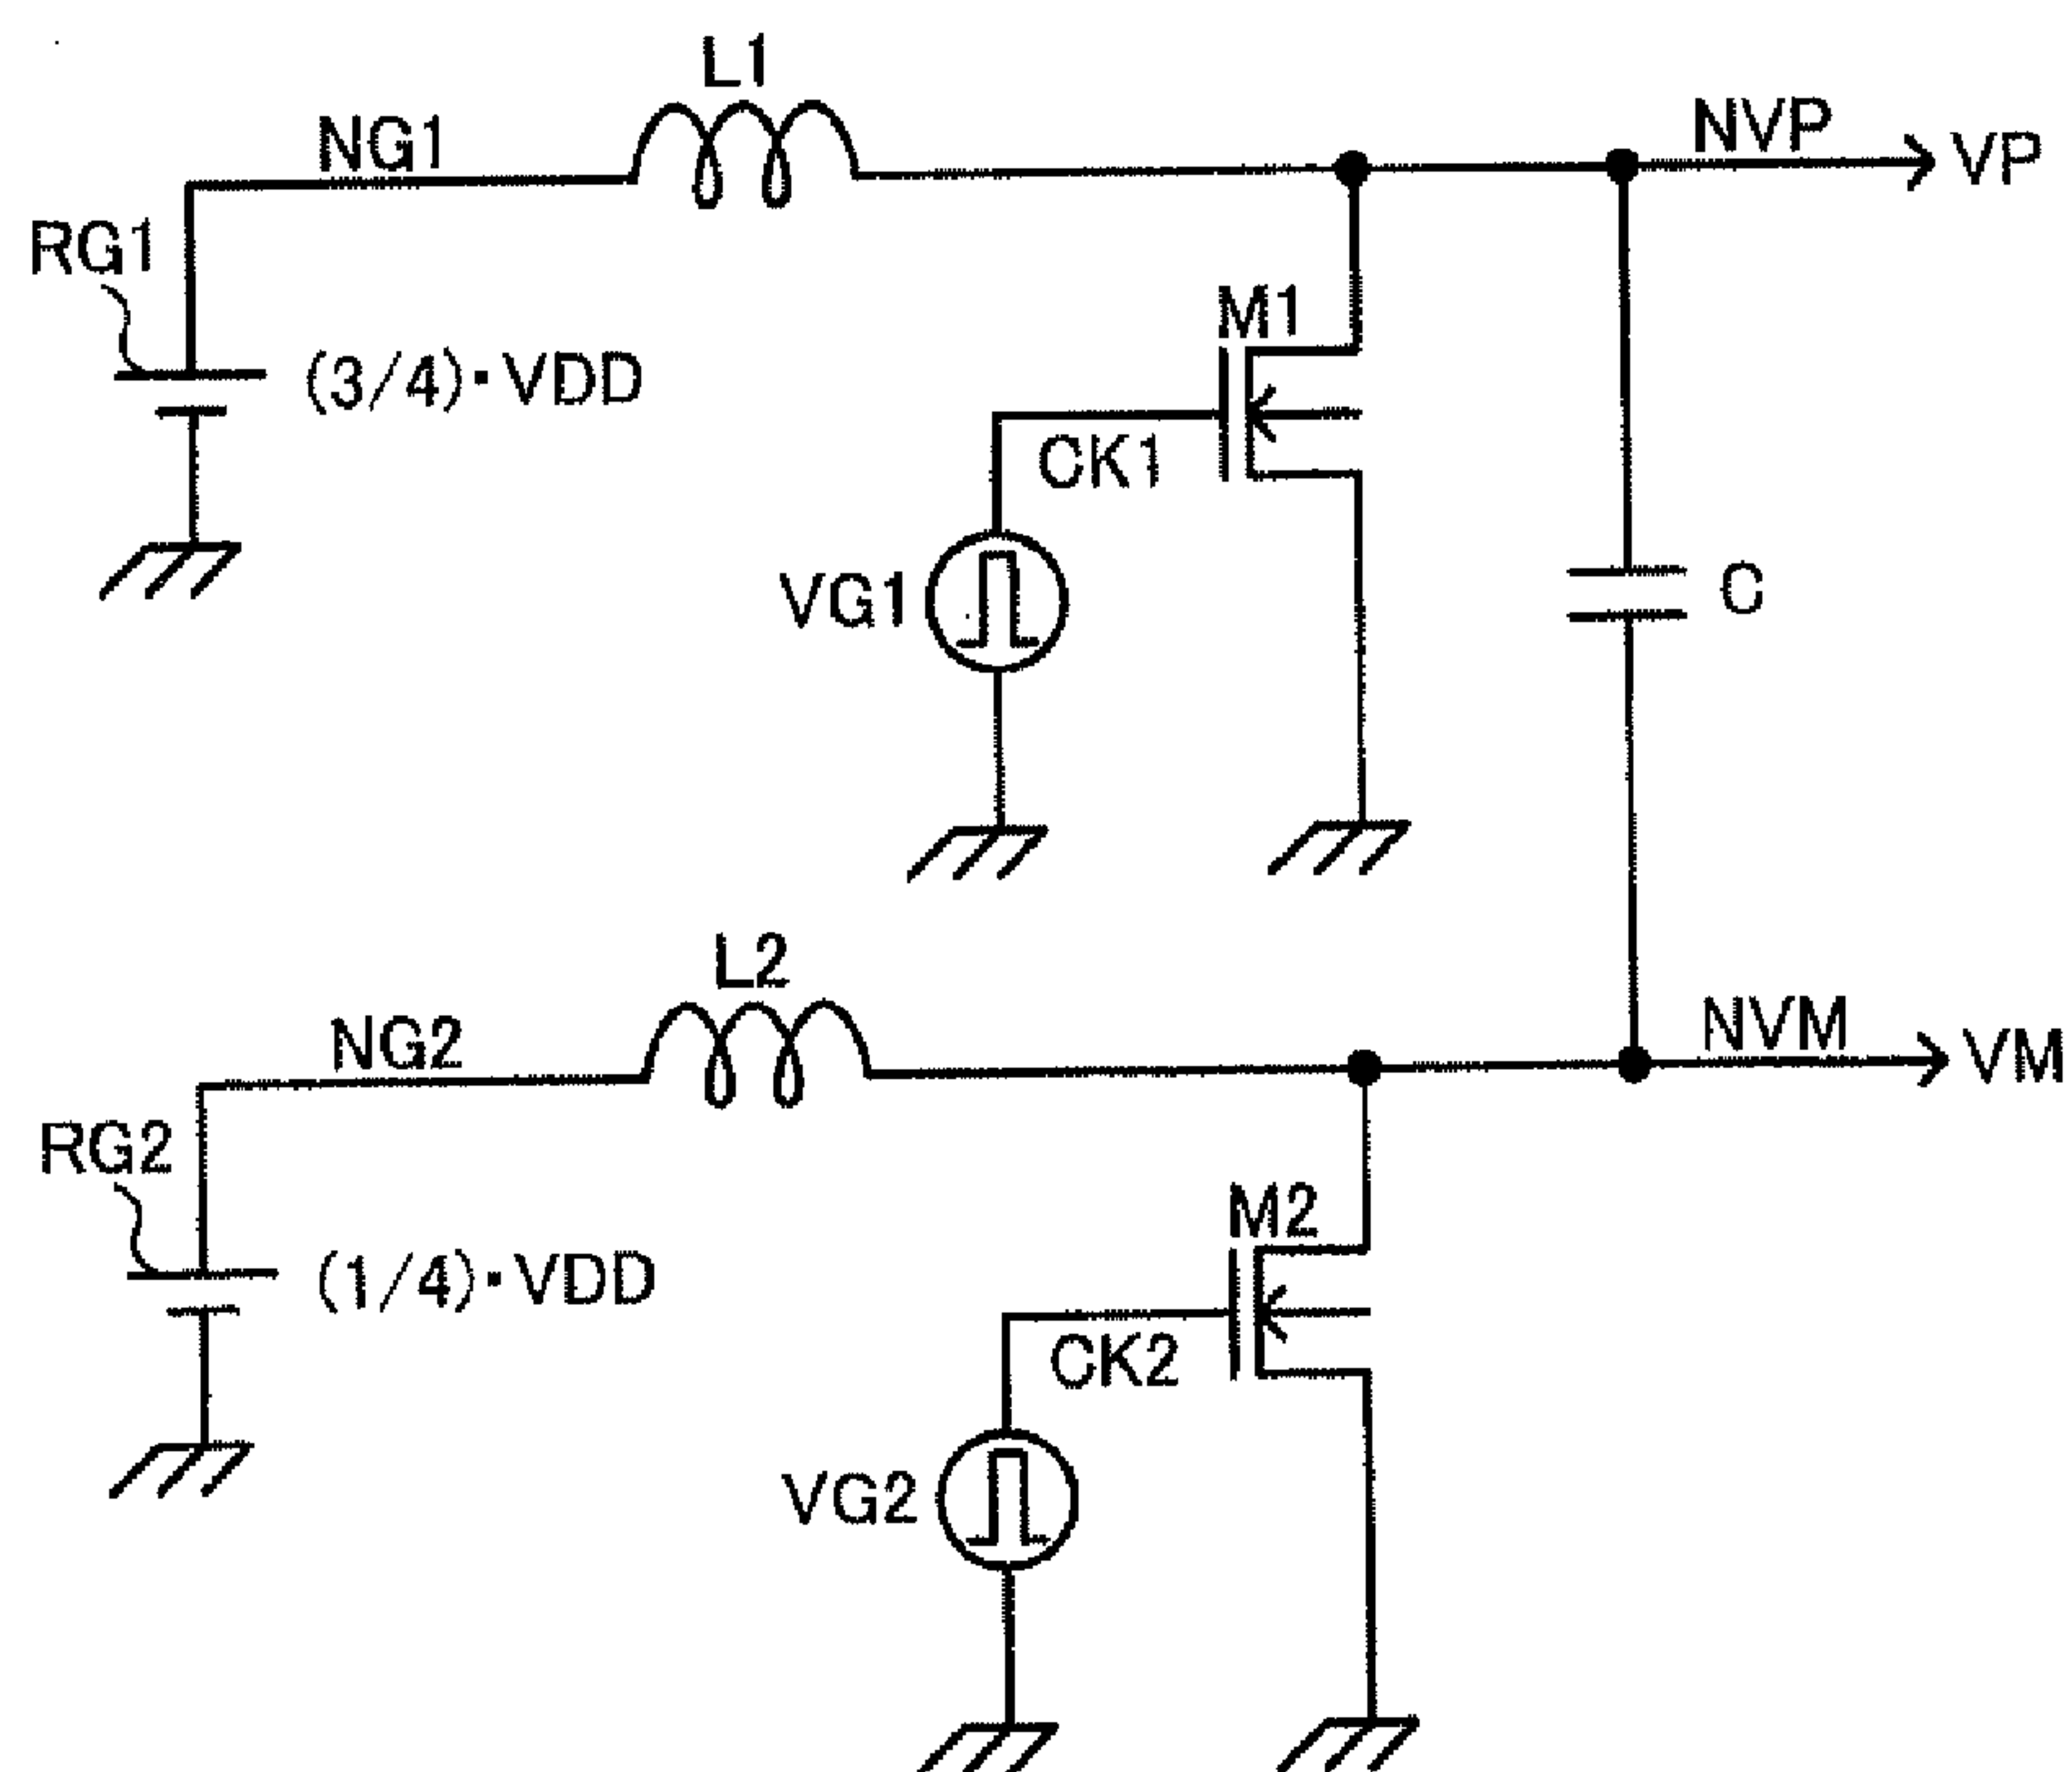 L1
NG1
NVP
VP
RG1
M1
(3/4)·VDD
CK1
VG1
C
L2
NG2
NVM
VM
RG2
M2
(1/4)·VDD
CK2
VG2